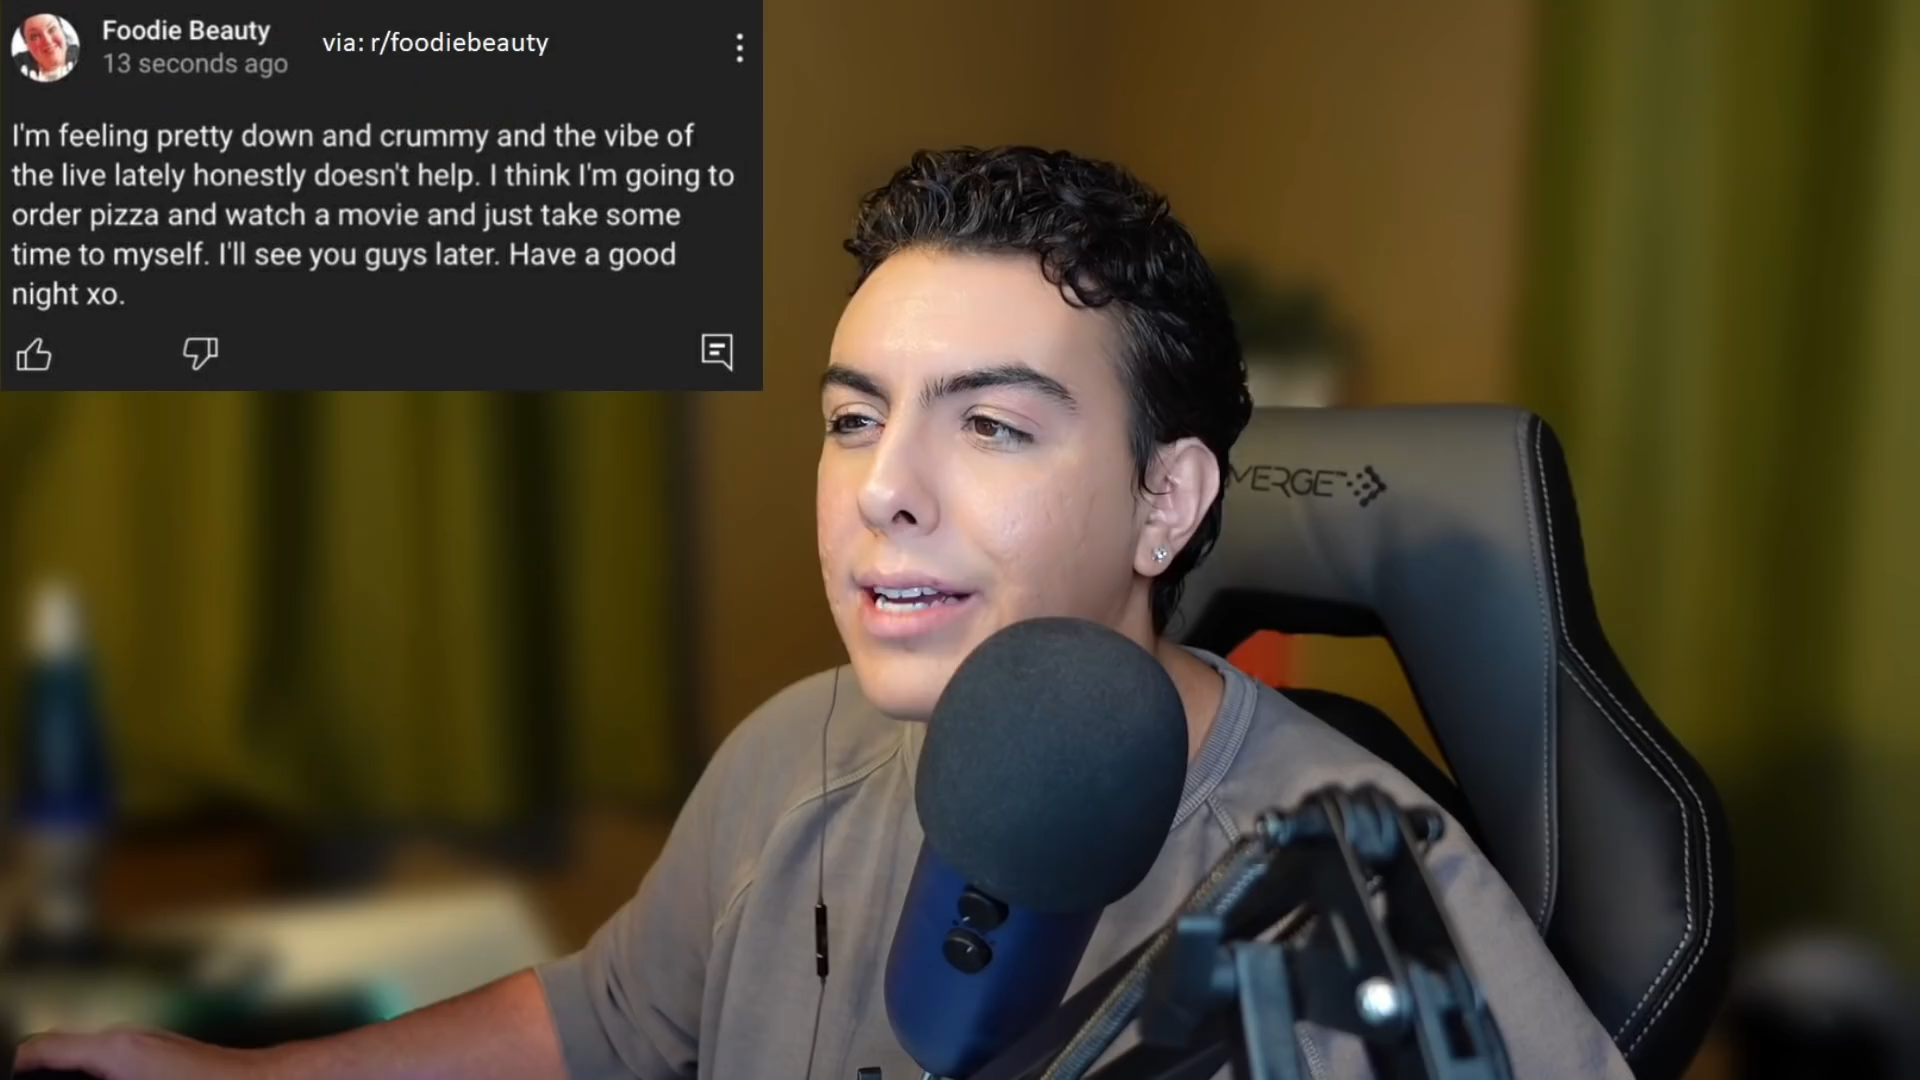 Foodie Beauty
via: r/foodiebeauty
13 seconds ago
I'm feeling pretty down and crummy and the vibe of
the live lately honestly doesn't help. I think I'm going to
order pizza and watch a movie and just take some
time to myself. I'll see you guys later. Have a good
night xo.
VERGE™